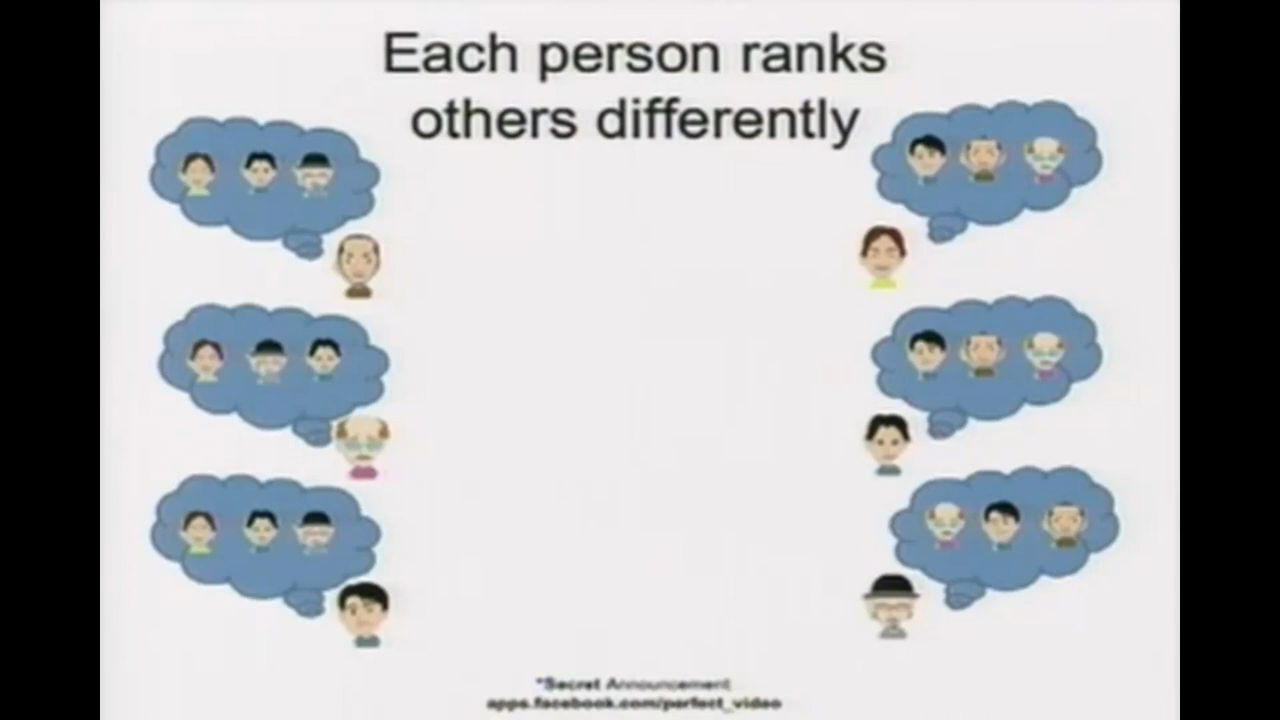 Each person ranks
others differently
*Secret Announcement
apps.facebook.com/perfect_video